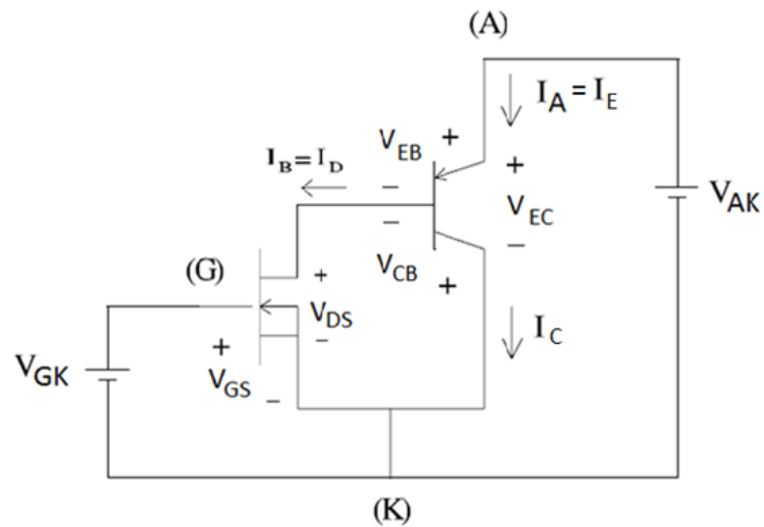 (A)
I_A = I_E
V_EB +
I_B = I_D
−
+
−
V_EC
V_AK
(G)
V_CB
−
+
+
V_DS
I_C
+
−
V_GK
V_GS
−
(K)